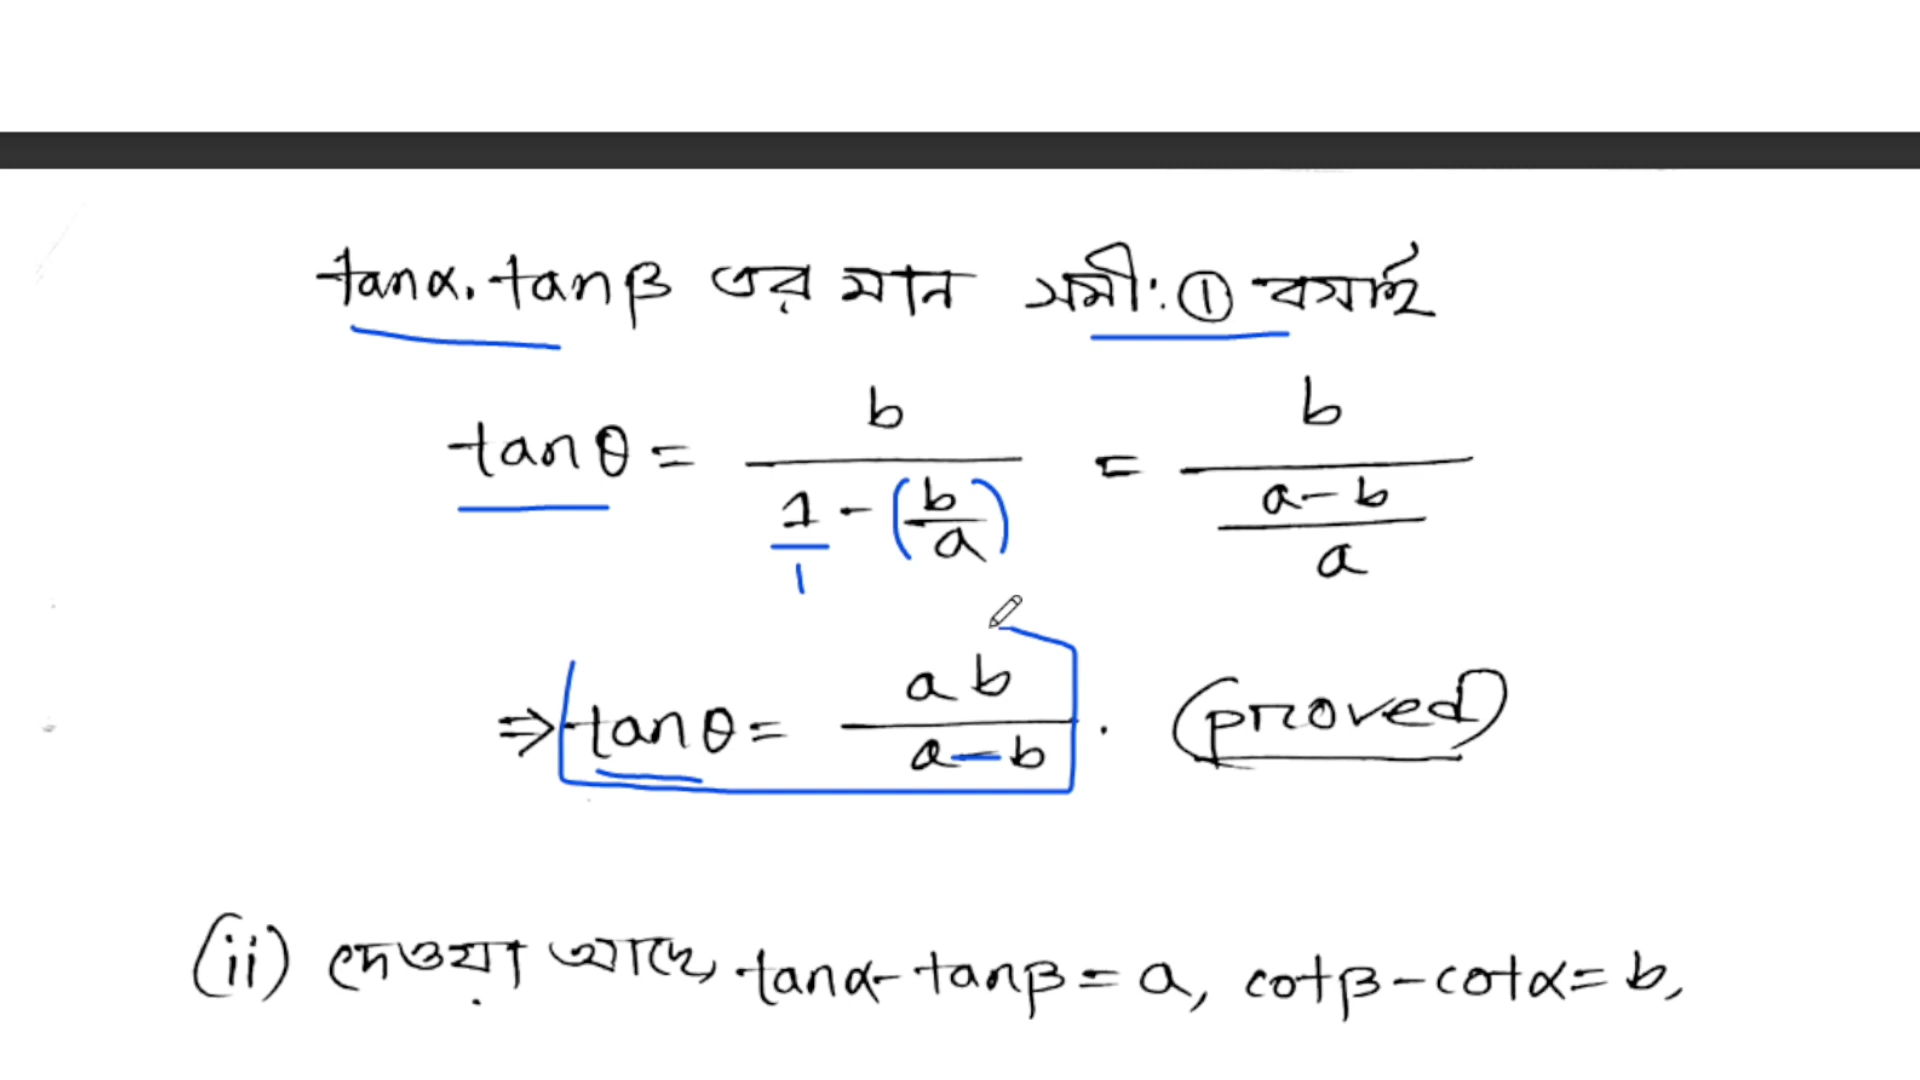 tanα. tanβ এর মান সমী: ① বসাই
tanθ = b / (1 - (b/a)) = b / ((a-b)/a)
1
⇒ tanθ = ab / (a-b) . (proved)
(ii) দেওয়া আছে, tanα - tanβ = a, cotβ - cotα = b,